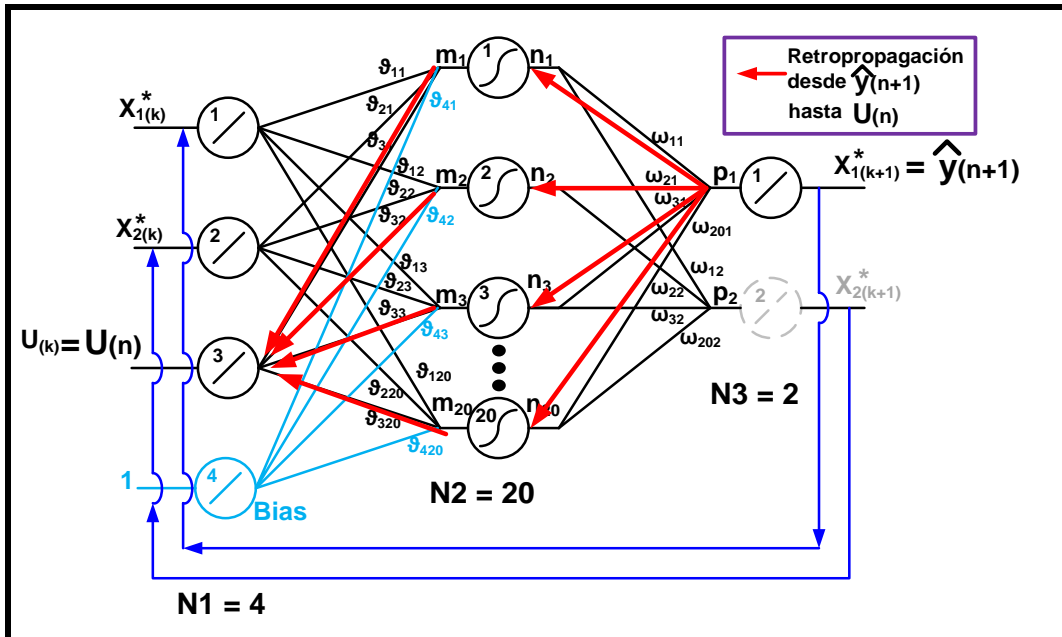 Retropropagación
desde ŷ(n+1)
hasta U(n)
X*1(k)
X*2(k)
U(k)=U(n)
1
1
2
3
4
Bias
N1 = 4
ϑ11
ϑ21
ϑ3
ϑ41
ϑ12
ϑ22
ϑ32
ϑ42
ϑ13
ϑ23
ϑ33
ϑ43
ϑ120
ϑ220
ϑ320
ϑ420
m1
m2
m3
m20
1
2
3
20
n1
n2
n3
N2 = 20
ω11
ω21
ω31
ω201
ω12
ω22
ω32
ω202
p1
p2
1
2
X*1(k+1) = ŷ(n+1)
X*2(k+1)
N3 = 2